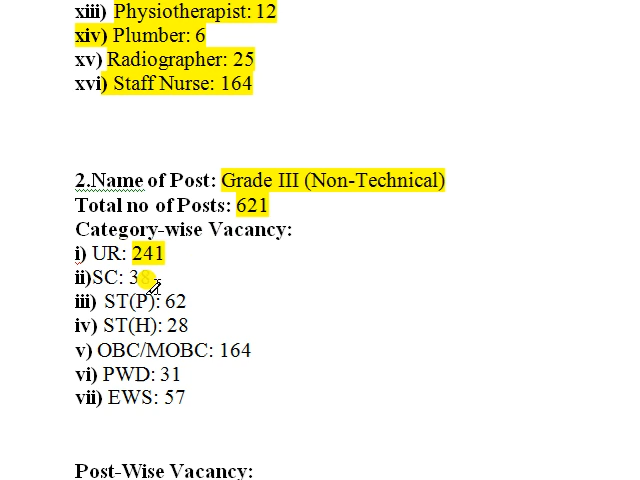 xiii) Physiotherapist: 12
xiv) Plumber: 6
xv) Radiographer: 25
xvi) Staff Nurse: 164
2.Name of Post: Grade III (Non-Technical)
Total no of Posts: 621
Category-wise Vacancy:
i) UR: 241
ii)SC: 38
iii) ST(P): 62
iv) ST(H): 28
v) OBC/MOBC: 164
vi) PWD: 31
vii) EWS: 57
Post-Wise Vacancy: